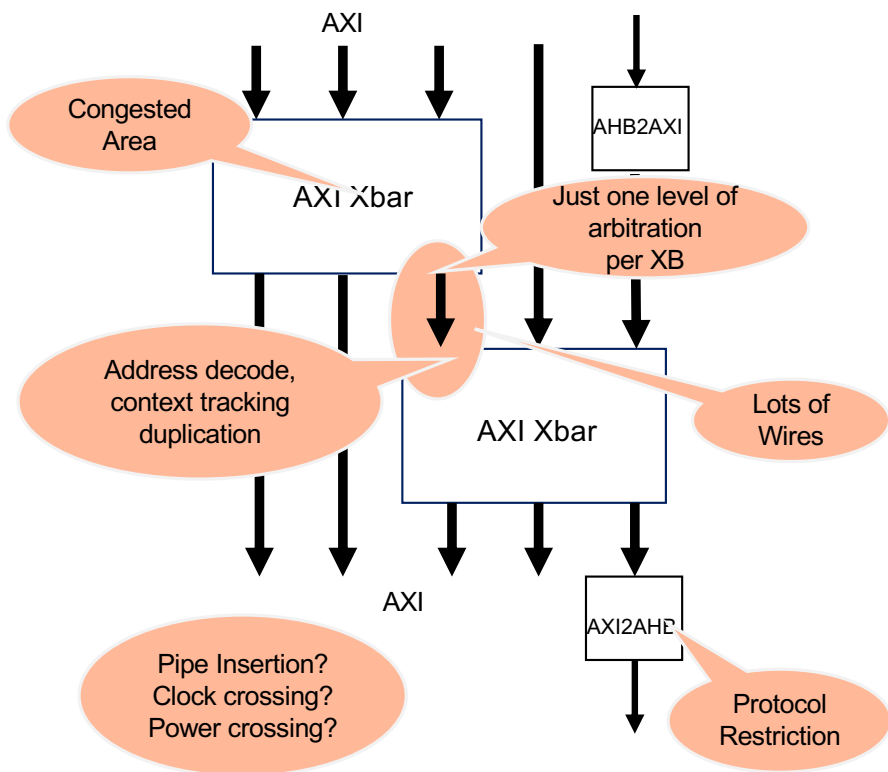 AXI
Congested
Area
AHB2AXI
AXI Xbar
Just one level of
arbitration
per XB
Address decode,
context tracking
duplication
AXI Xbar
Lots of
Wires
AXI
AXI2AHB
Pipe Insertion?
Clock crossing?
Power crossing?
Protocol
Restriction